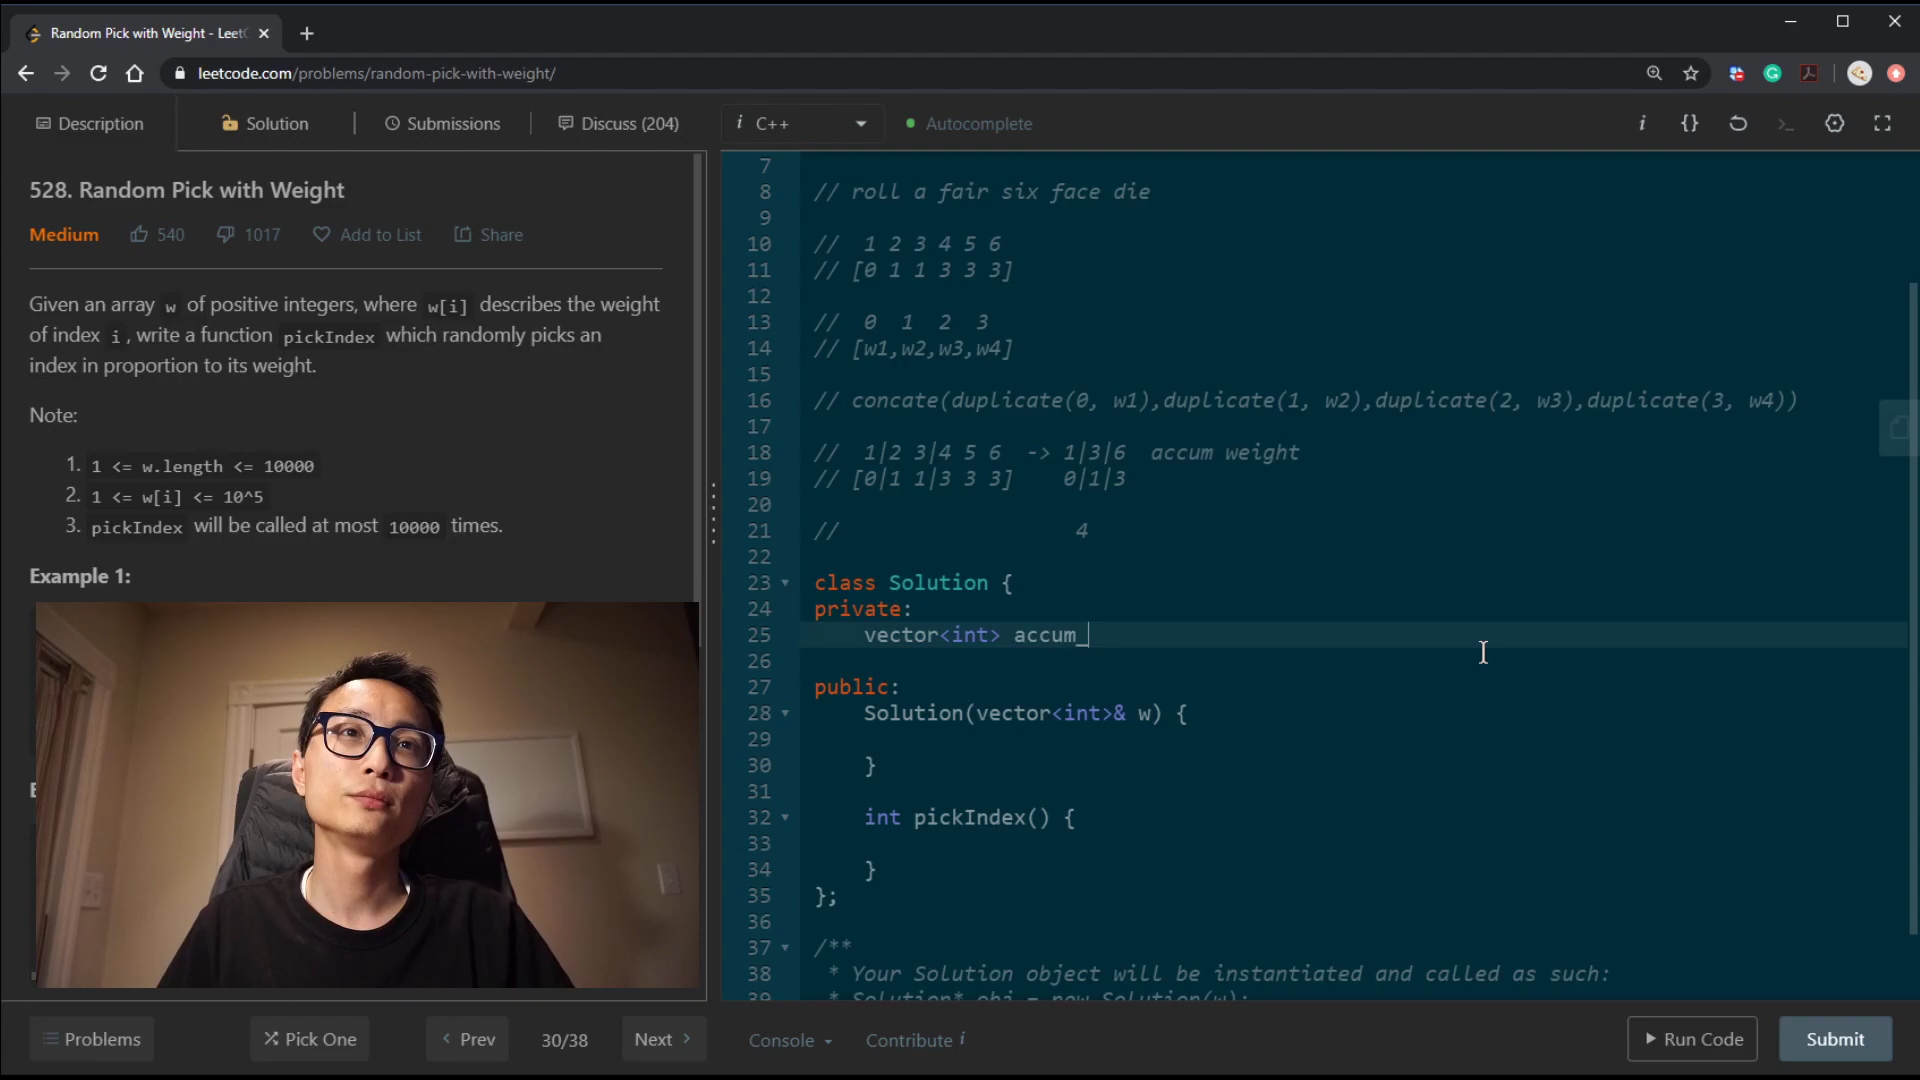 Random Pick with Weight - Leet
leetcode.com/problems/random-pick-with-weight/
Description
Solution
Submissions
Discuss (204)
i C++
Autocomplete
i {} >_
528. Random Pick with Weight
Medium 540 1017 Add to List Share
Given an array w of positive integers, where w[i] describes the weight
of index i, write a function pickIndex which randomly picks an
index in proportion to its weight.
Note:
1. 1 <= w.length <= 10000
2. 1 <= w[i] <= 10^5
3. pickIndex will be called at most 10000 times.
Example 1:
7
8 // roll a fair six face die
9
10 // 1 2 3 4 5 6
11 // [0 1 1 3 3 3]
12
13 // 0 1 2 3
14 // [w1,w2,w3,w4]
15
16 // concate(duplicate(0, w1),duplicate(1, w2),duplicate(2, w3),duplicate(3, w4))
17
18 // 1|2 3|4 5 6 -> 1|3|6 accum weight
19 // [0|1 1|3 3 3] 0|1|3
20
21 // 4
22
23 class Solution {
24 private:
25 vector<int> accum_
26
27 public:
28 Solution(vector<int>& w) {
29
30 }
31
32 int pickIndex() {
33
34 }
35 };
36
37 /**
38 * Your Solution object will be instantiated and called as such:
39 * Solution* obj = new Solution(w);
Problems
Pick One
Prev
30/38
Next
Console
Contribute i
Run Code
Submit